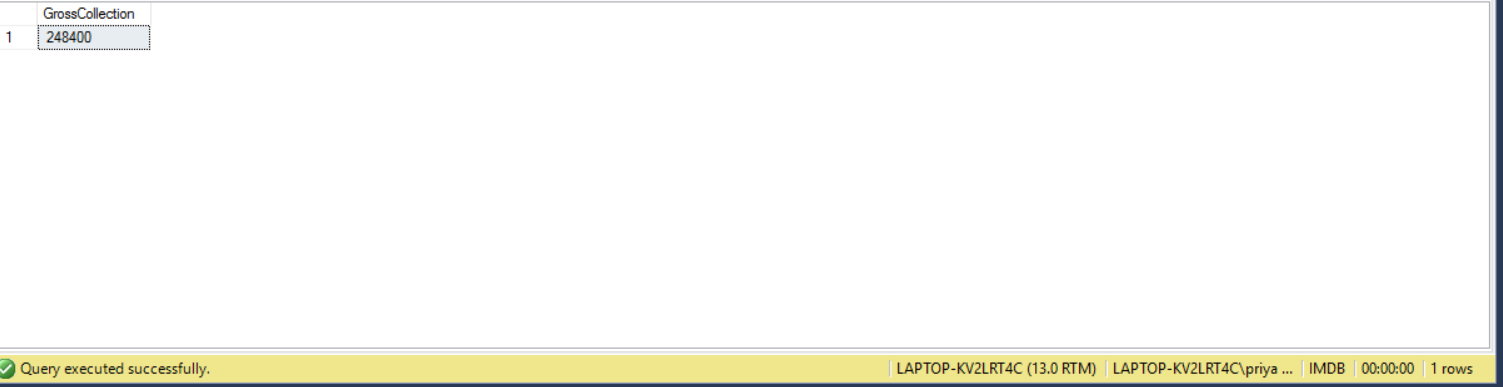 GrossCollection
1 248400
Query executed successfully. LAPTOP-KV2LRT4C (13.0 RTM) LAPTOP-KV2LRT4C\priya ... IMDB 00:00:00 1 rows